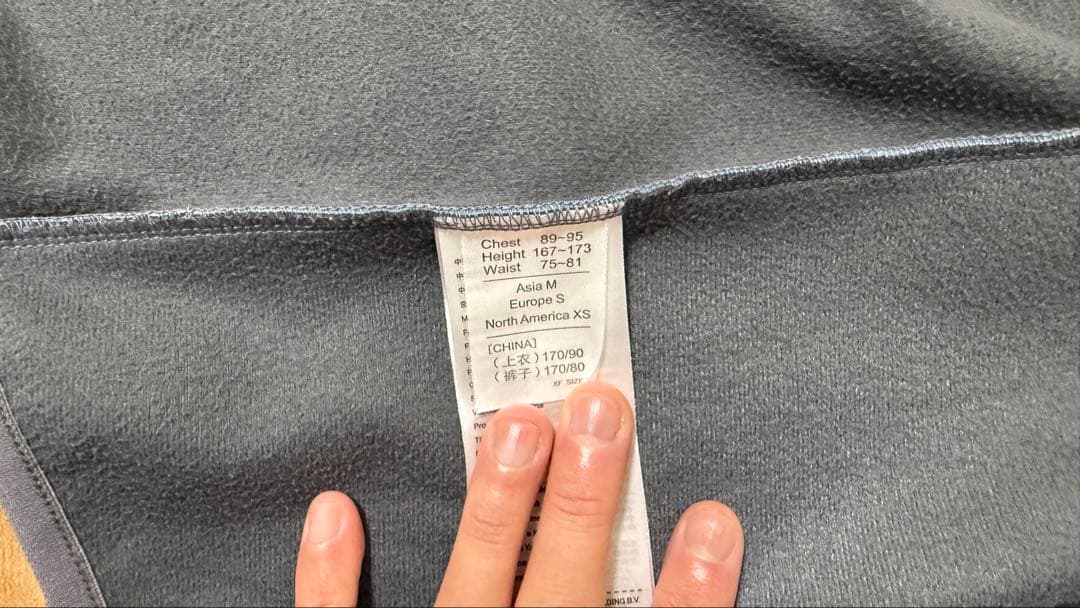 Chest 89~95
Height 167~173
Waist 75~81
Asia M
Europe S
North America XS
[CHINA]
(上衣) 170/90
(裤子) 170/80
XF SIZE
DING B.V.